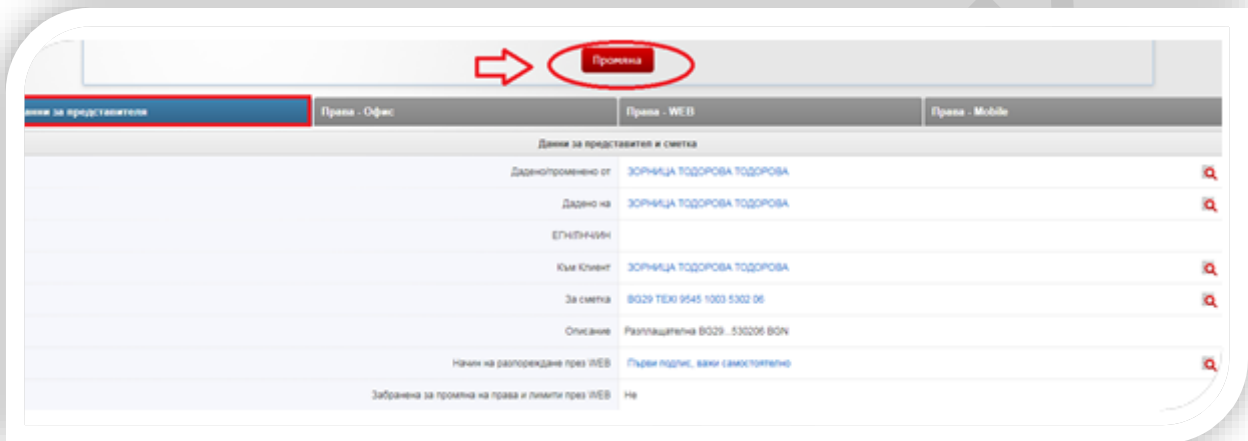 Промяна
Данни за представителя Права - Офис Права - WEB Права - Mobile
Данни за представител и сметка
Дадено/променено от ЗОРНИЦА ТОДОРОВА ТОДОРОВА
Дадено на ЗОРНИЦА ТОДОРОВА ТОДОРОВА
ЕГН/ЛНЧ/ИН
Към Клиент ЗОРНИЦА ТОДОРОВА ТОДОРОВА
За сметка BG29 TEXI 9545 1003 5302 06
Описание Разплащателна BG29...530206 BGN
Начин на разпореждане през WEB Първи подпис, важи самостоятелно
Забранена за промяна на права и лимити през WEB Не